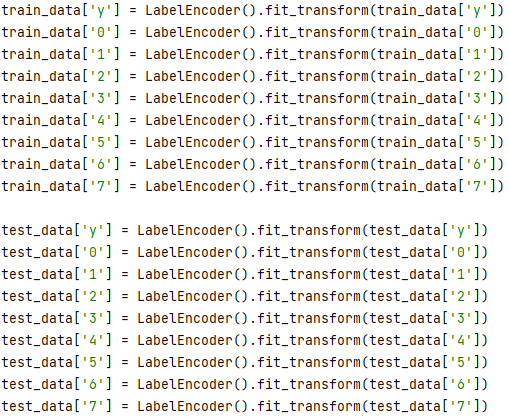 train_data['y'] = LabelEncoder().fit_transform(train_data['y'])
train_data['0'] = LabelEncoder().fit_transform(train_data['0'])
train_data['1'] = LabelEncoder().fit_transform(train_data['1'])
train_data['2'] = LabelEncoder().fit_transform(train_data['2'])
train_data['3'] = LabelEncoder().fit_transform(train_data['3'])
train_data['4'] = LabelEncoder().fit_transform(train_data['4'])
train_data['5'] = LabelEncoder().fit_transform(train_data['5'])
train_data['6'] = LabelEncoder().fit_transform(train_data['6'])
train_data['7'] = LabelEncoder().fit_transform(train_data['7'])
test_data['y'] = LabelEncoder().fit_transform(test_data['y'])
test_data['0'] = LabelEncoder().fit_transform(test_data['0'])
test_data['1'] = LabelEncoder().fit_transform(test_data['1'])
test_data['2'] = LabelEncoder().fit_transform(test_data['2'])
test_data['3'] = LabelEncoder().fit_transform(test_data['3'])
test_data['4'] = LabelEncoder().fit_transform(test_data['4'])
test_data['5'] = LabelEncoder().fit_transform(test_data['5'])
test_data['6'] = LabelEncoder().fit_transform(test_data['6'])
test_data['7'] = LabelEncoder().fit_transform(test_data['7'])